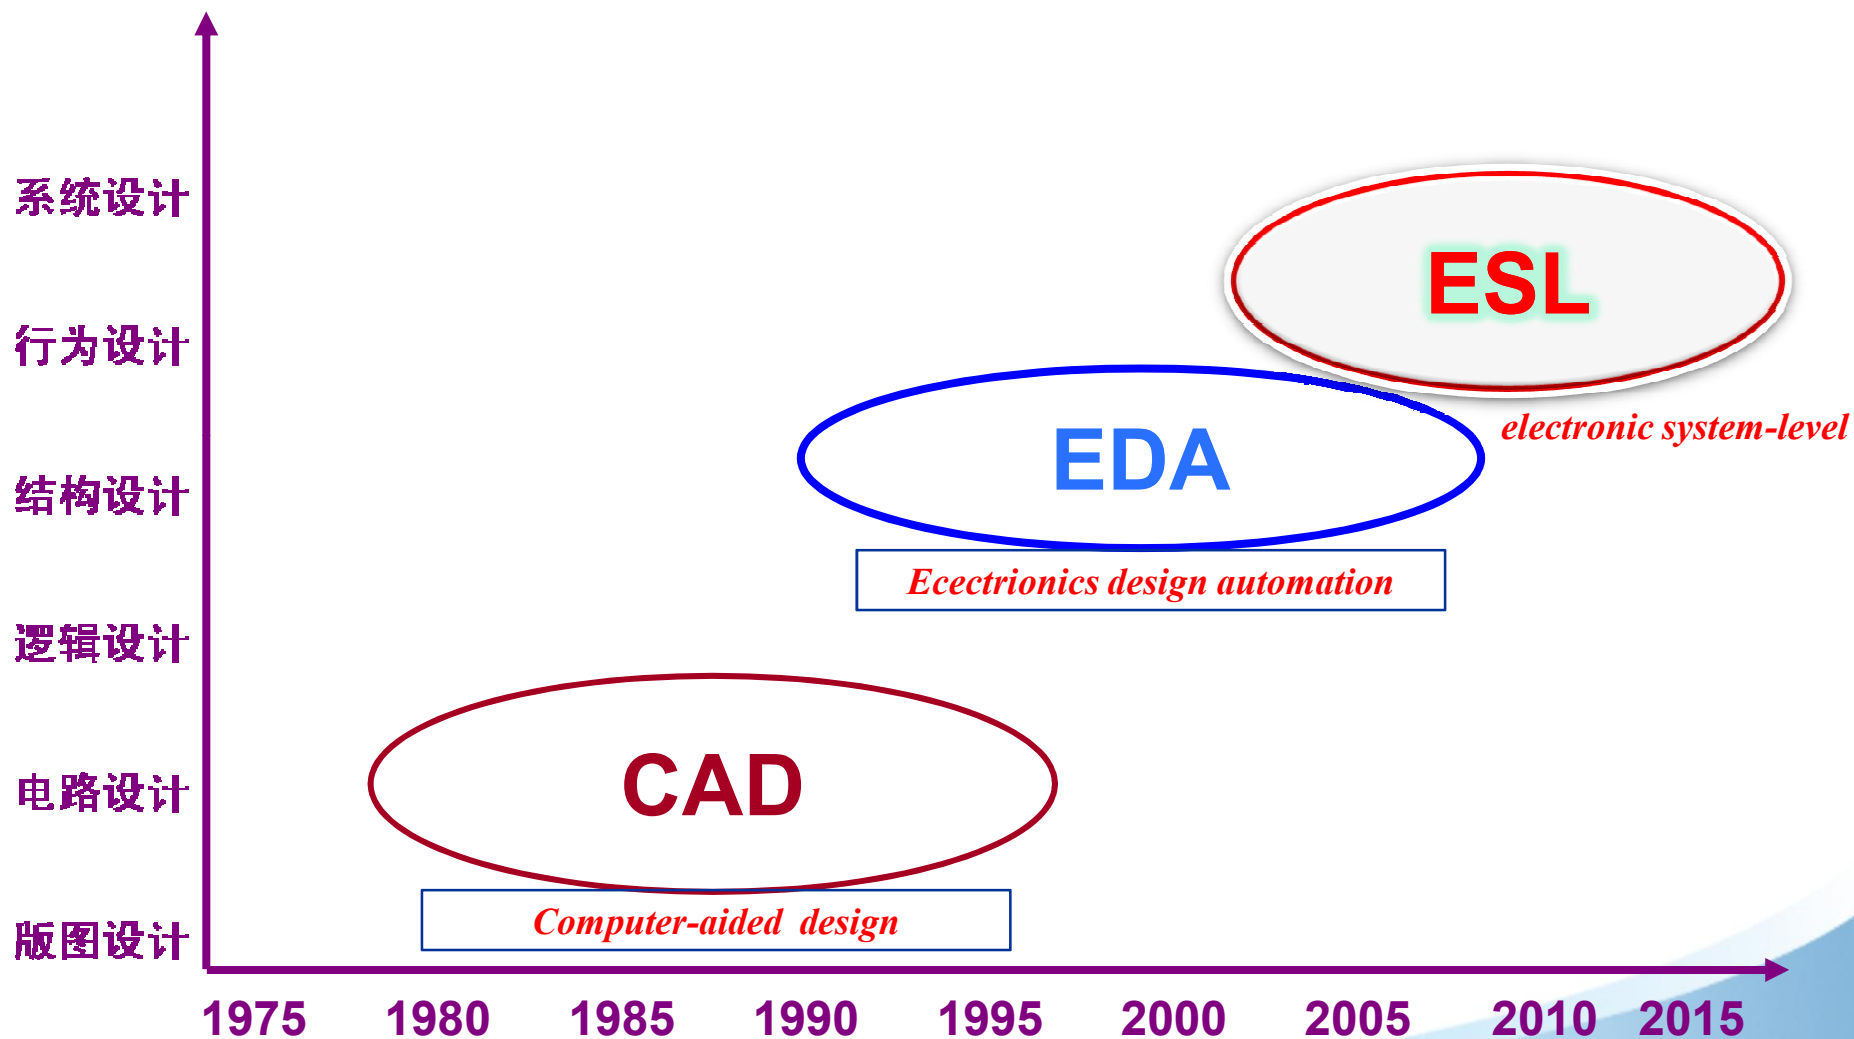 系统设计
ESL
行为设计
electronic system-level
EDA
结构设计
Ecectrionics design automation
逻辑设计
CAD
电路设计
Computer-aided design
版图设计
1975 1980 1985 1990 1995 2000 2005 2010 2015